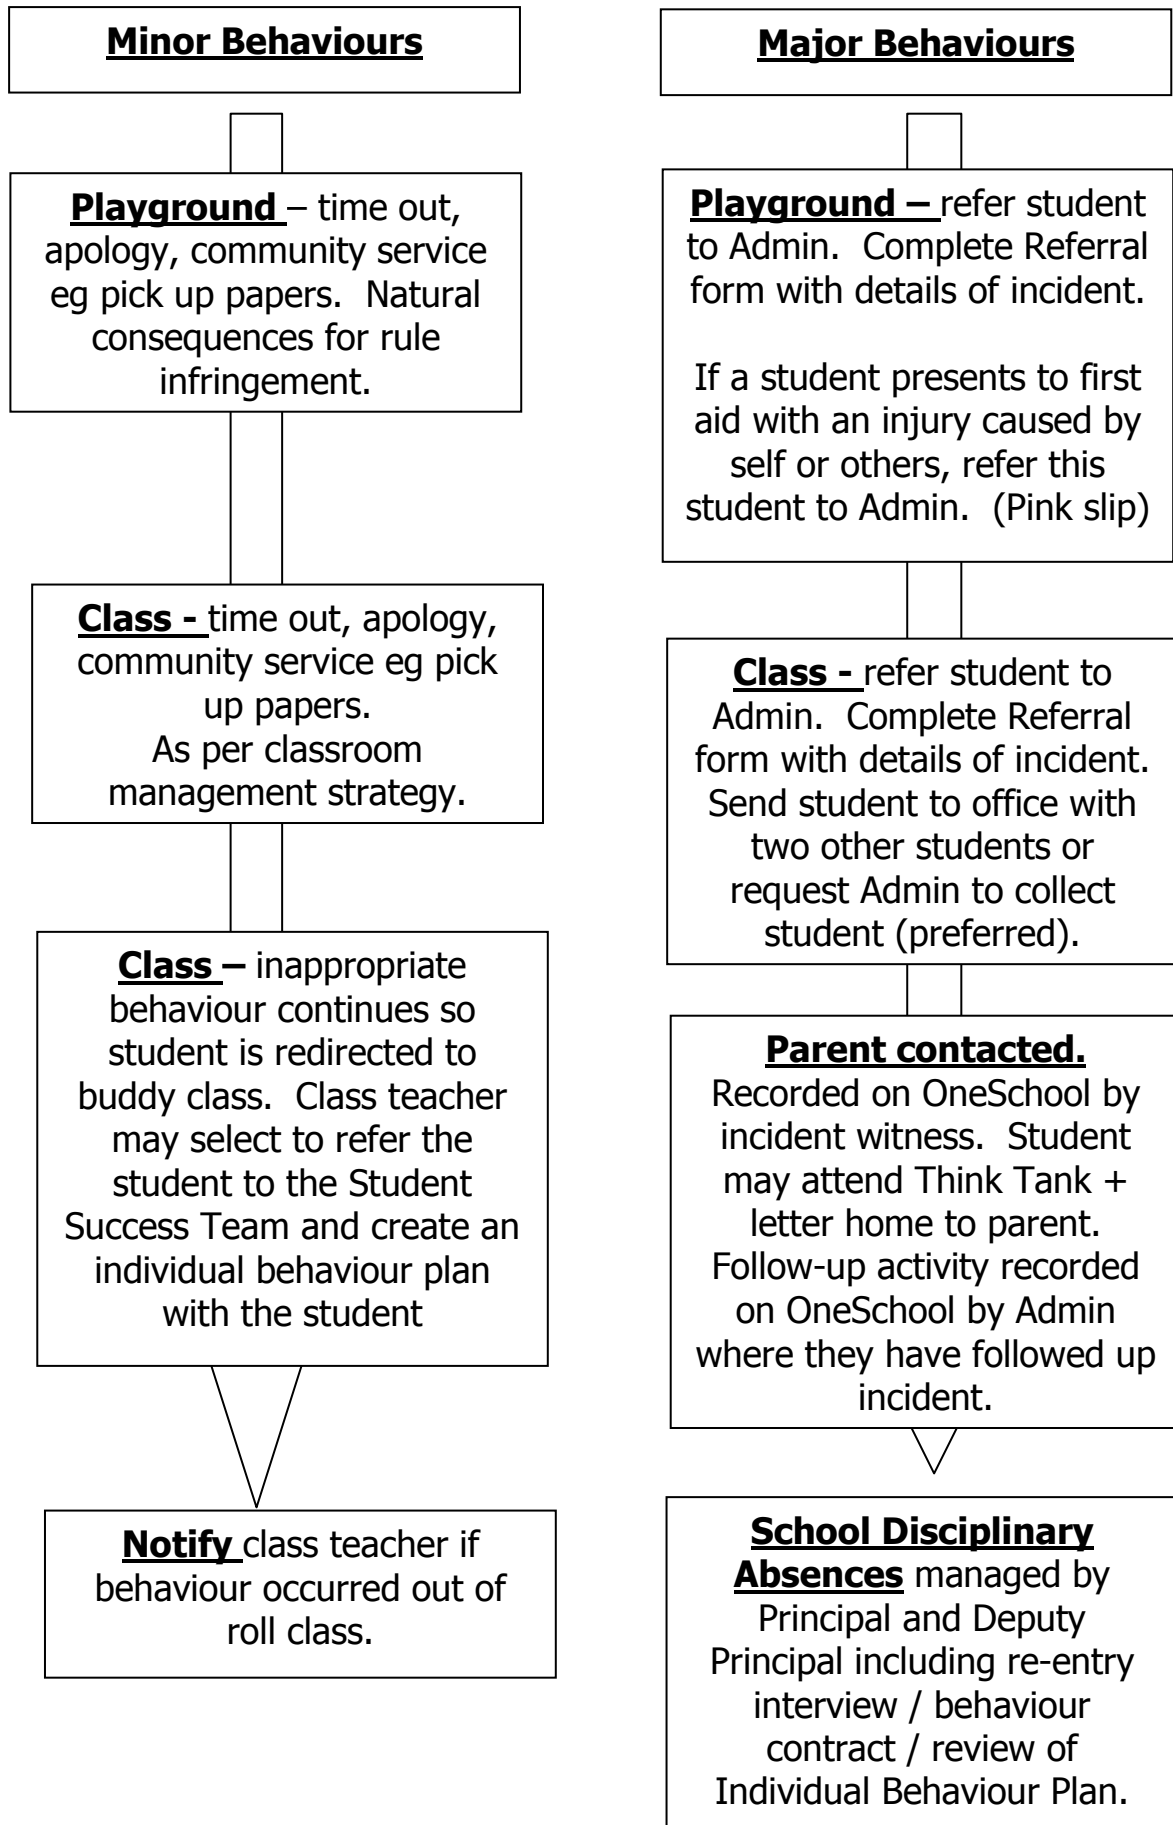 Minor Behaviours
Playground – time out,
apology, community service
eg pick up papers. Natural
consequences for rule
infringement.
Class - time out, apology,
community service eg pick
up papers.
As per classroom
management strategy.
Class – inappropriate
behaviour continues so
student is redirected to
buddy class. Class teacher
may select to refer the
student to the Student
Success Team and create an
individual behaviour plan
with the student
Notify class teacher if
behaviour occurred out of
roll class.
Major Behaviours
Playground – refer student
to Admin. Complete Referral
form with details of incident.
If a student presents to first
aid with an injury caused by
self or others, refer this
student to Admin. (Pink slip)
Class - refer student to
Admin. Complete Referral
form with details of incident.
Send student to office with
two other students or
request Admin to collect
student (preferred).
Parent contacted.
Recorded on OneSchool by
incident witness. Student
may attend Think Tank +
letter home to parent.
Follow-up activity recorded
on OneSchool by Admin
where they have followed up
incident.
School Disciplinary
Absences managed by
Principal and Deputy
Principal including re-entry
interview / behaviour
contract / review of
Individual Behaviour Plan.